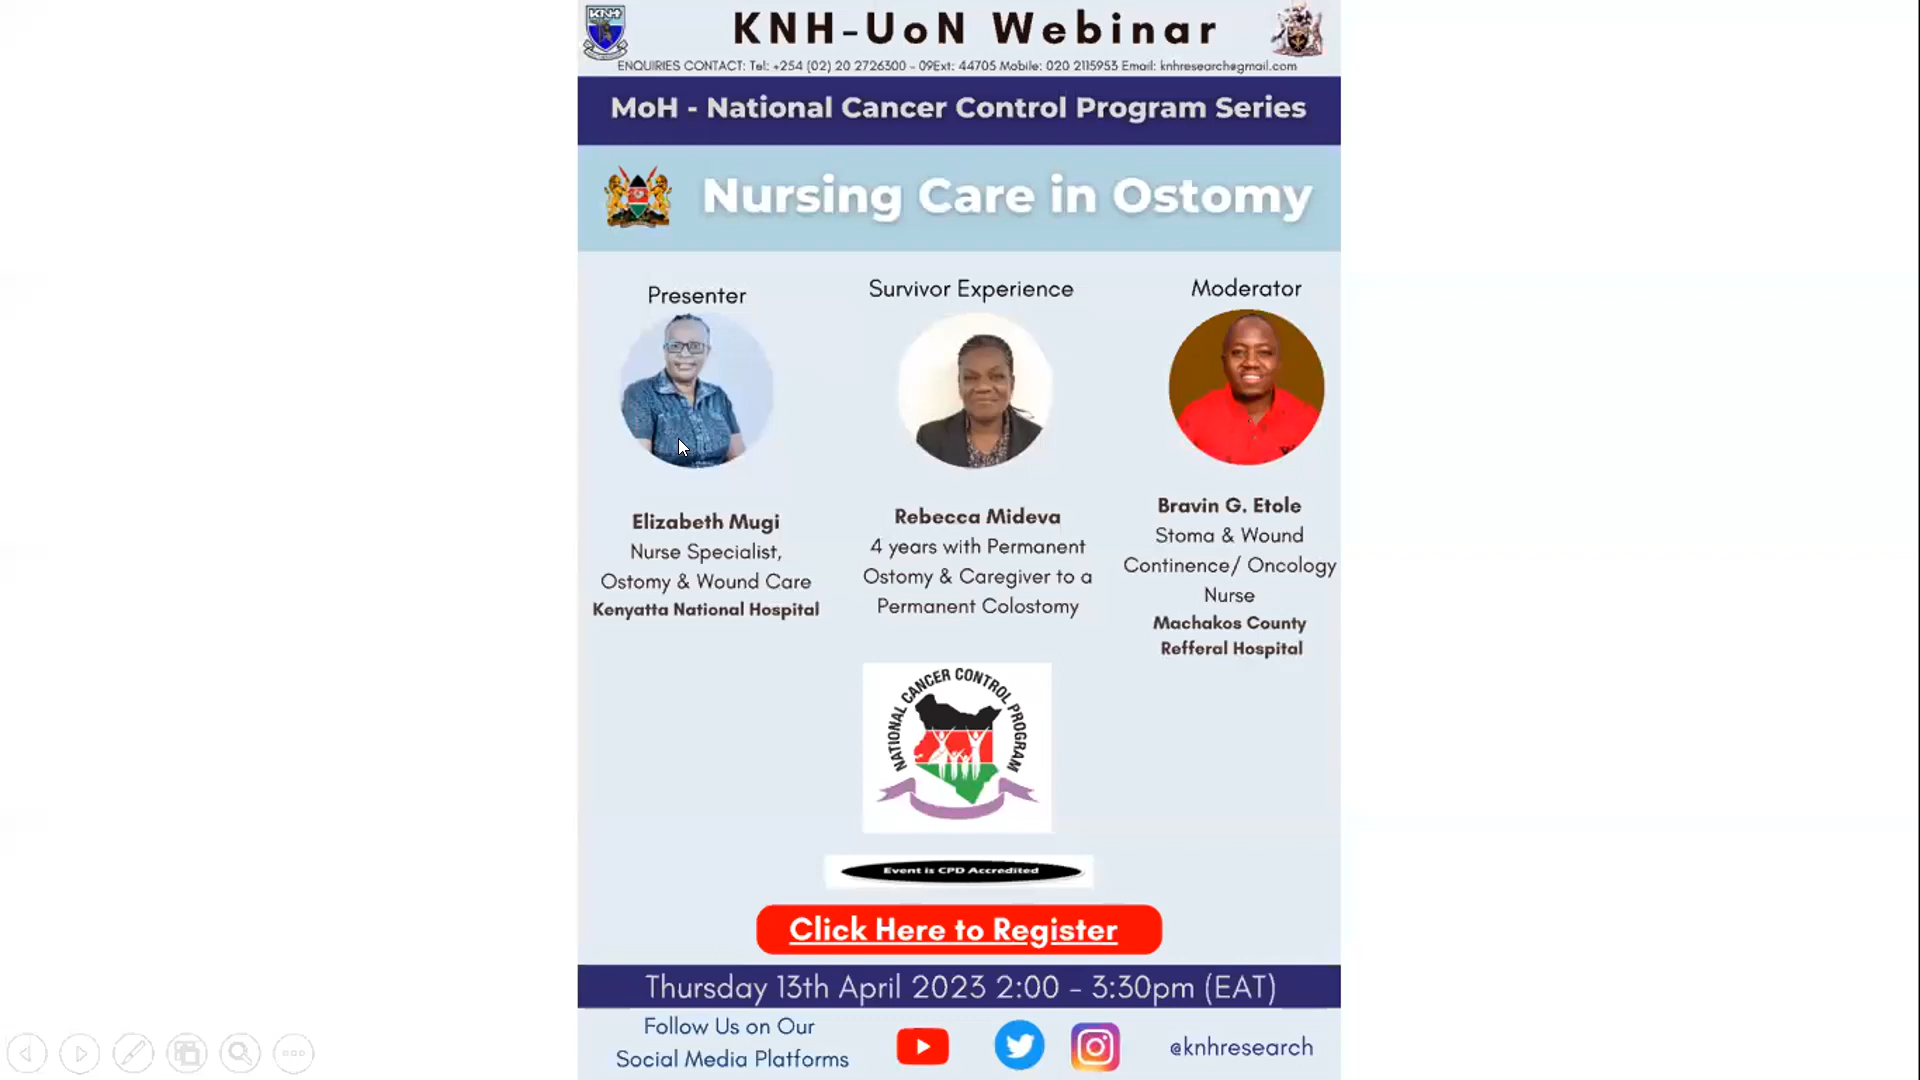 KNH
KNH-UoN Webinar
ENQUIRIES CONTACT: Tel: +254 (02) 20 2726300 - 09Ext: 44705 Mobile: 020 2115953 Email: knhresearch@gmail.com
MoH - National Cancer Control Program Series
Nursing Care in Ostomy
Presenter
Elizabeth Mugi
Nurse Specialist,
Ostomy & Wound Care
Kenyatta National Hospital
Survivor Experience
Rebecca Mideva
4 years with Permanent
Ostomy & Caregiver to a
Permanent Colostomy
Moderator
Bravin G. Etole
Stoma & Wound
Continence/ Oncology
Nurse
Machakos County
Refferal Hospital
NATIONAL CANCER CONTROL PROGRAM
Event is CPD Accredited
Click Here to Register
Thursday 13th April 2023 2:00 - 3:30pm (EAT)
Follow Us on Our
Social Media Platforms
@knhresearch